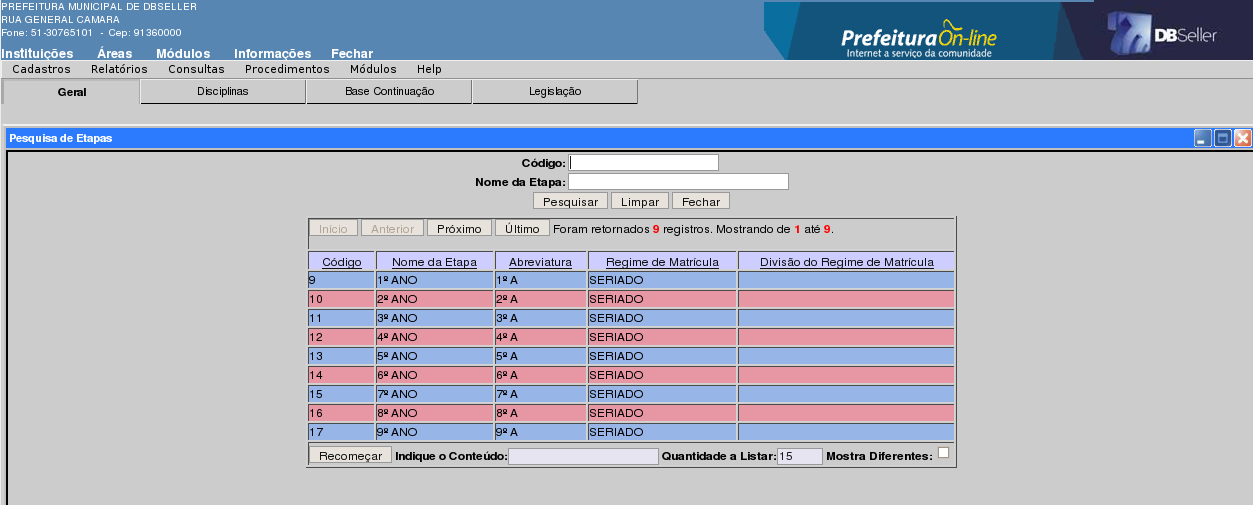 PREFEITURA MUNICIPAL DE DBSELLER
RUA GENERAL CAMARA
Fone: 51-30765101 - Cep: 91360000
Prefeitura On-line
Internet a serviço da comunidade
DBSeller
Instituições Áreas Módulos Informações Fechar
Cadastros Relatórios Consultas Procedimentos Módulos Help
Geral Disciplinas Base Continuação Legislação
Pesquisa de Etapas
Código:
Nome da Etapa:
Pesquisar Limpar Fechar
Início Anterior Próximo Último Foram retornados 9 registros. Mostrando de 1 até 9.
Código Nome da Etapa Abreviatura Regime de Matrícula Divisão do Regime de Matrícula
9 1º ANO 1º A SERIADO
10 2º ANO 2º A SERIADO
11 3º ANO 3º A SERIADO
12 4º ANO 4º A SERIADO
13 5º ANO 5º A SERIADO
14 6º ANO 6º A SERIADO
15 7º ANO 7º A SERIADO
16 8º ANO 8º A SERIADO
17 9º ANO 9º A SERIADO
Recomeçar Indique o Conteúdo: Quantidade a Listar: 15 Mostra Diferentes: